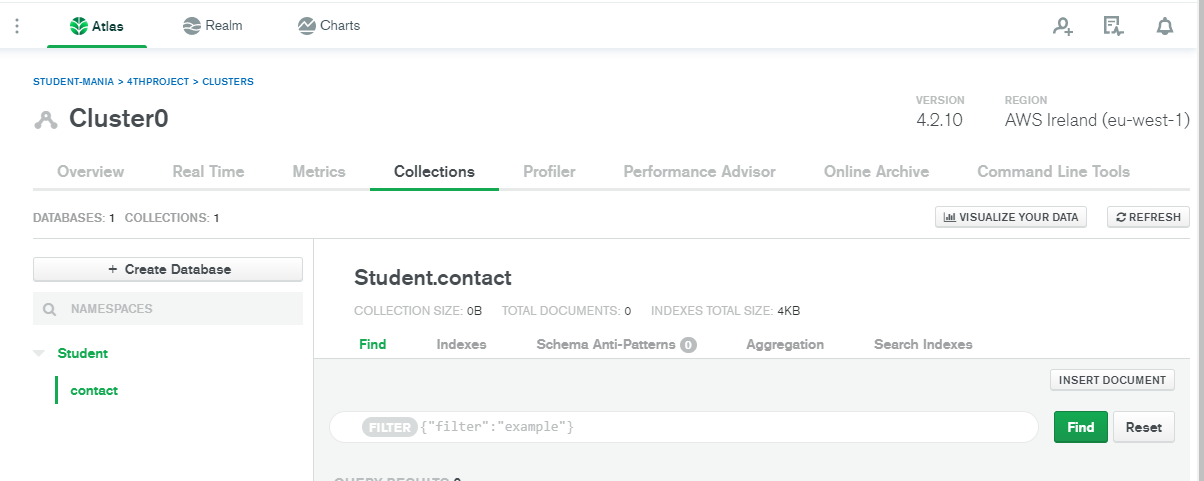 Atlas Realm Charts
STUDENT-MANIA > 4THPROJECT > CLUSTERS
Cluster0
VERSION
4.2.10
REGION
AWS Ireland (eu-west-1)
Overview Real Time Metrics Collections Profiler Performance Advisor Online Archive Command Line Tools
DATABASES: 1 COLLECTIONS: 1
VISUALIZE YOUR DATA REFRESH
+ Create Database
NAMESPACES
Student
contact
Student.contact
COLLECTION SIZE: 0B TOTAL DOCUMENTS: 0 INDEXES TOTAL SIZE: 4KB
Find Indexes Schema Anti-Patterns 0 Aggregation Search Indexes
INSERT DOCUMENT
FILTER {"filter":"example"}
Find Reset
QUERY RESULTS